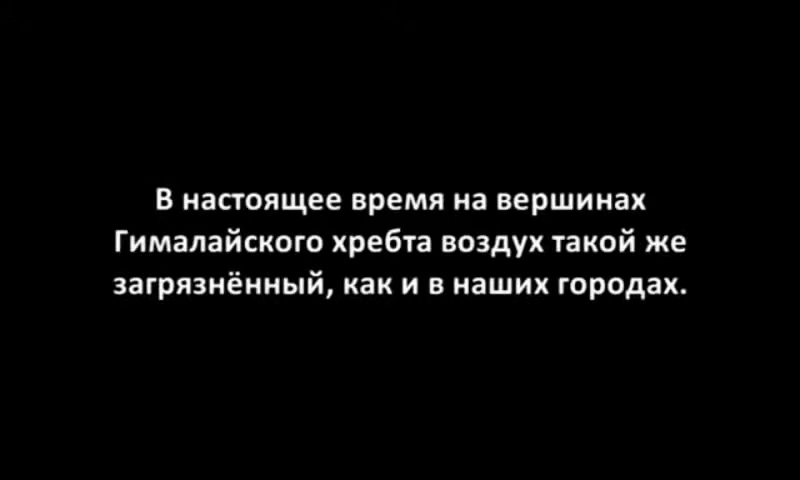 В настоящее время на вершинах
Гималайского хребта воздух такой же
загрязнённый, как и в наших городах.